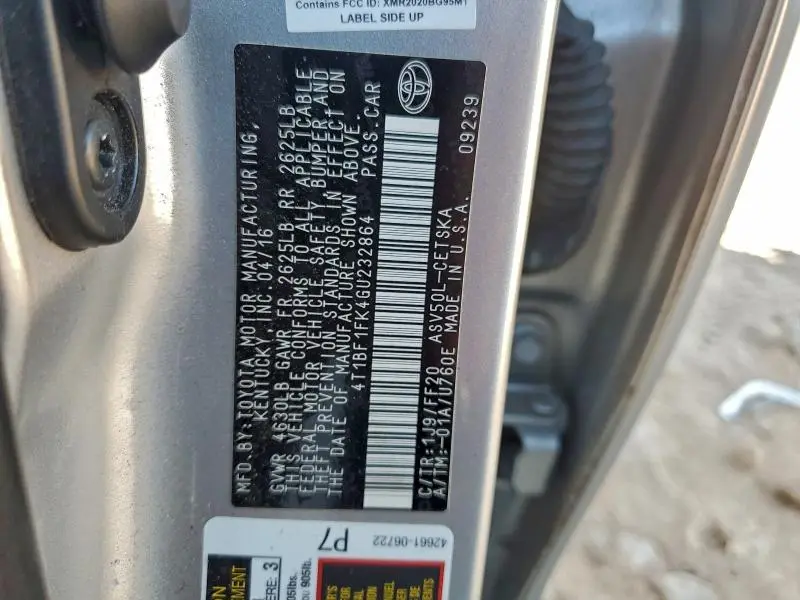 Contains FCC ID: XMR2020BG95M1
LABEL SIDE UP
MFD.BY:TOYOTA MOTOR MANUFACTURING,
KENTUCKY, INC.04/16
GVWR 4630LB GAWR FR 2625LB RR 2625LB
THIS VEHICLE CONFORMS TO ALL APPLICABLE
FEDERAL MOTOR VEHICLE SAFETY BUMPER AND
THEFT PREVENTION STANDARDS IN EFFECT ON
THE DATE OF MANUFACTURE SHOWN ABOVE.
4T1BF1FK4GU232864 PASS.CAR
C/TR:1J9/FF20 ASV50L-CETSKA
A/TM:-01A/U760E MADE IN U.S.A.
09239
42661-06722
P7